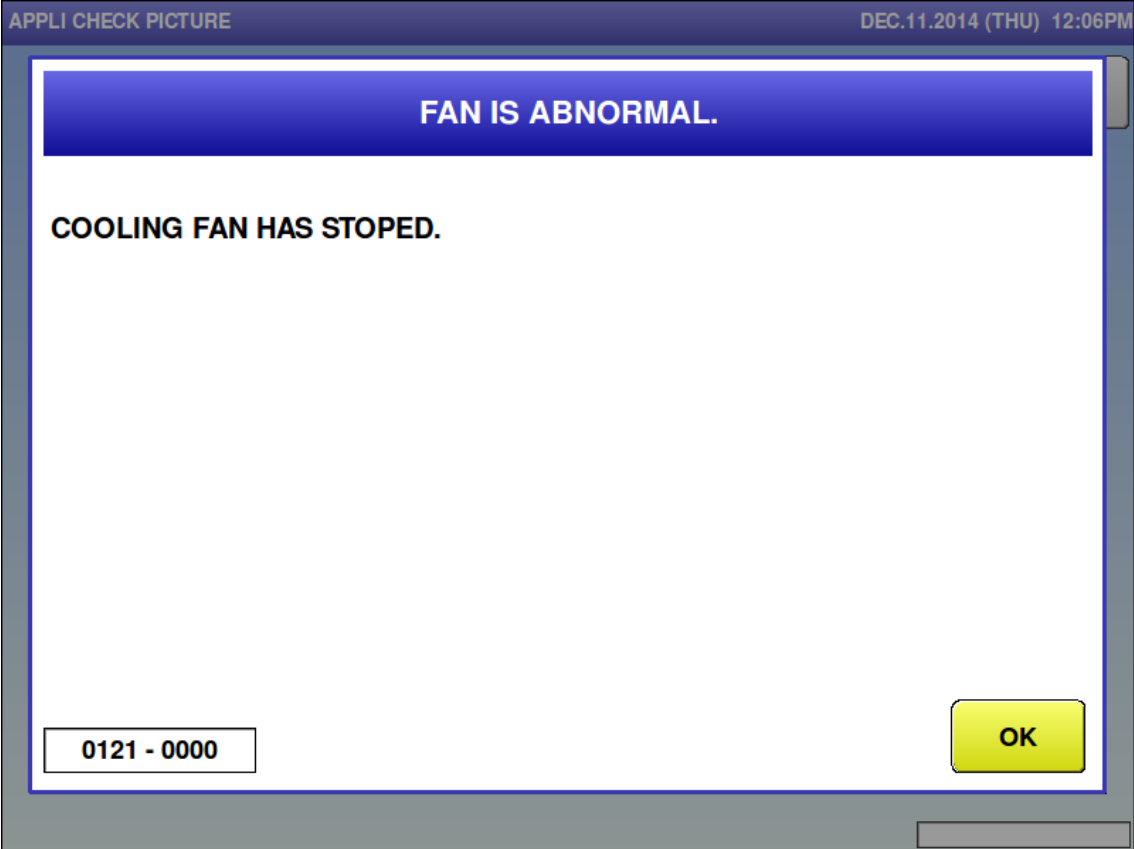 APPLI CHECK PICTURE DEC.11.2014 (THU) 12:06PM
FAN IS ABNORMAL.
COOLING FAN HAS STOPED.
0121 - 0000
OK